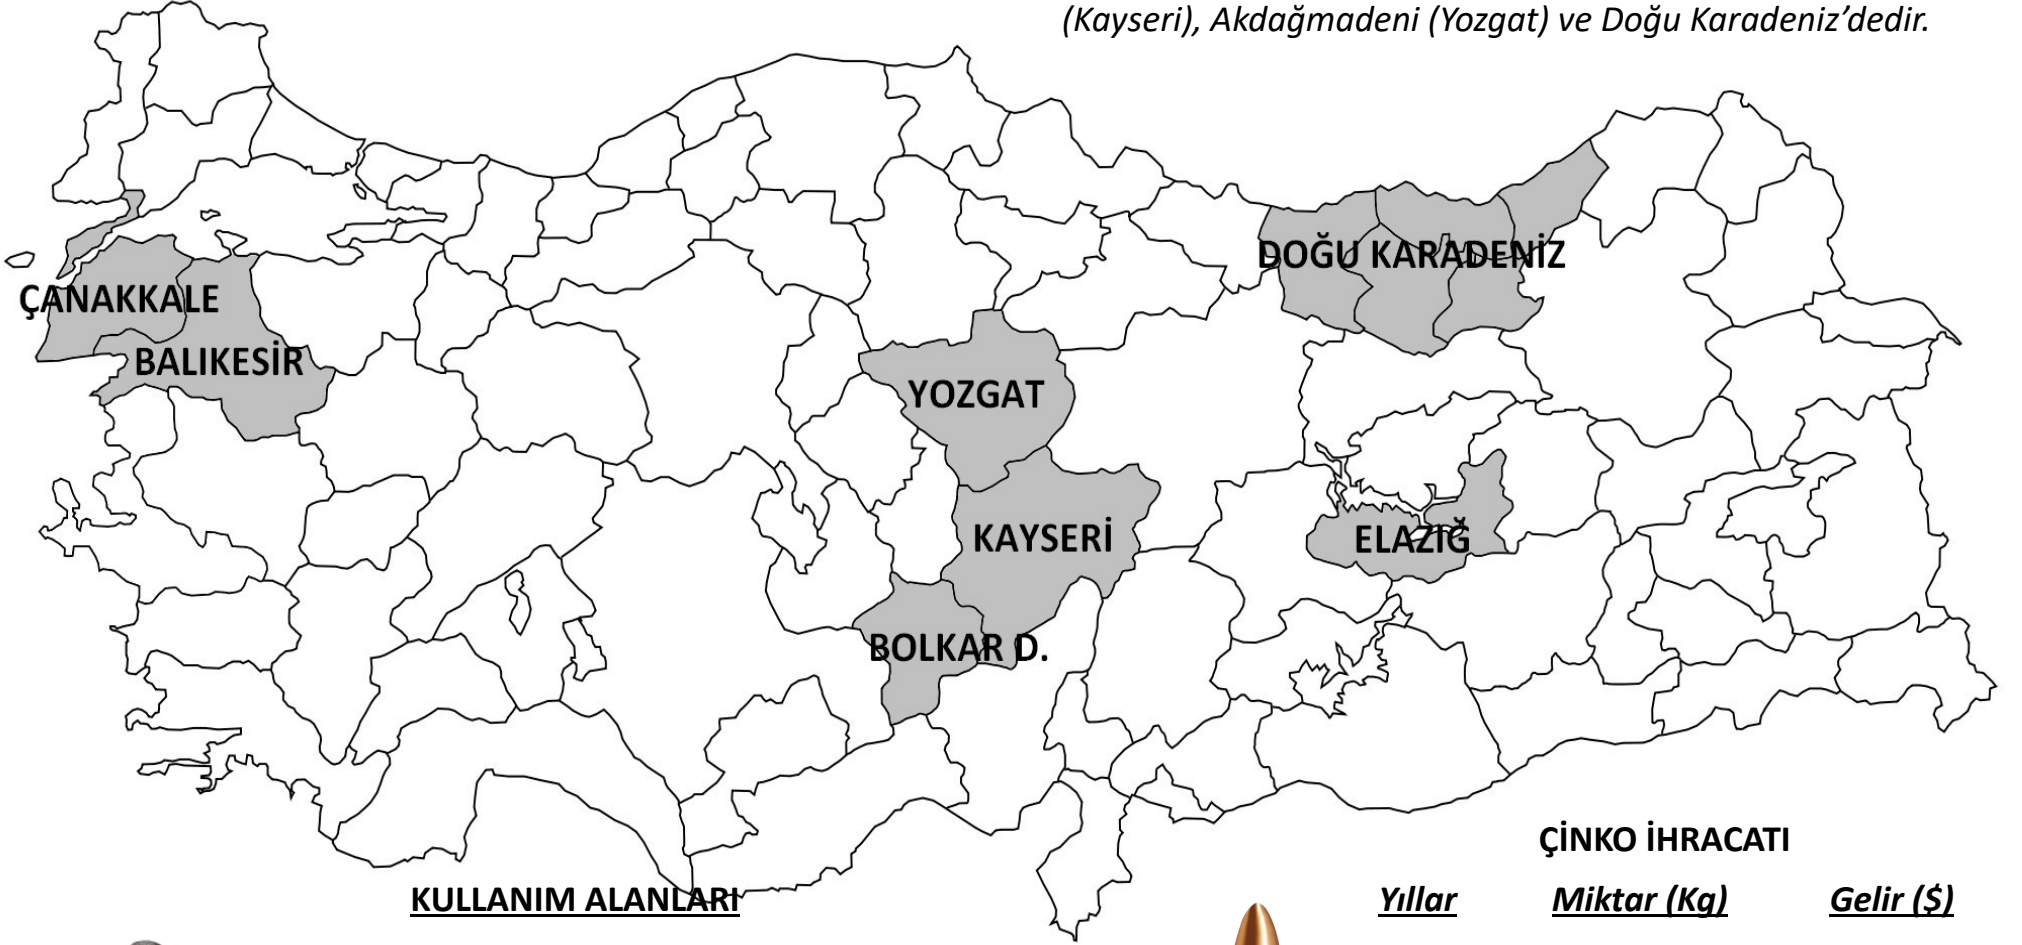 (Kayseri), Akdağmadeni (Yozgat) ve Doğu Karadeniz’dedir.
DOĞU KARADENİZ
ÇANAKKALE
BALIKESİR
YOZGAT
KAYSERİ
ELAZIĞ
BOLKAR D.
ÇİNKO İHRACATI
KULLANIM ALANLARI
Yıllar Miktar (Kg) Gelir ($)